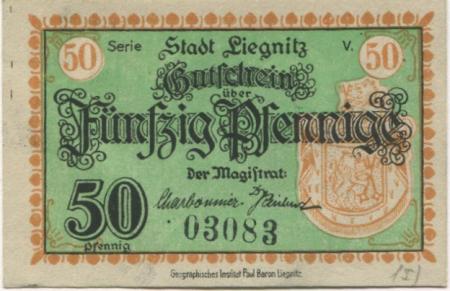 50 Serie Stadt Liegnitz V. 50
Gutschein
über
Fünfzig Pfennige
der Magistrat:
Charbonnier.
50
Pfennig
03083
Geographisches Institut Paul Baron Liegnitz.